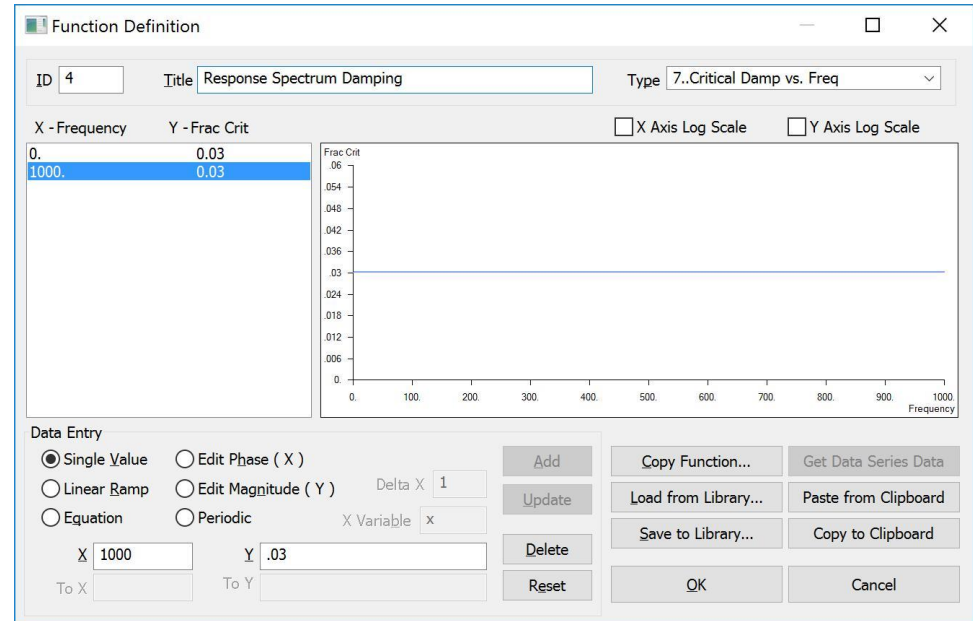 Function Definition
ID 4 Title Response Spectrum Damping Type 7..Critical Damp vs. Freq
X - Frequency Y - Frac Crit X Axis Log Scale Y Axis Log Scale
0. 0.03
1000. 0.03
Frac Crit
.06
.054
.048
.042
.036
.03
.024
.018
.012
.006
0.
0. 100. 200. 300. 400. 500. 600. 700. 800. 900. 1000.
Frequency
Data Entry
Single Value Edit Phase ( X ) Add Copy Function... Get Data Series Data
Linear Ramp Edit Magnitude ( Y ) Delta X 1 Update Load from Library... Paste from Clipboard
Equation Periodic X Variable x Save to Library... Copy to Clipboard
X 1000 Y .03 Delete
To X To Y Reset OK Cancel